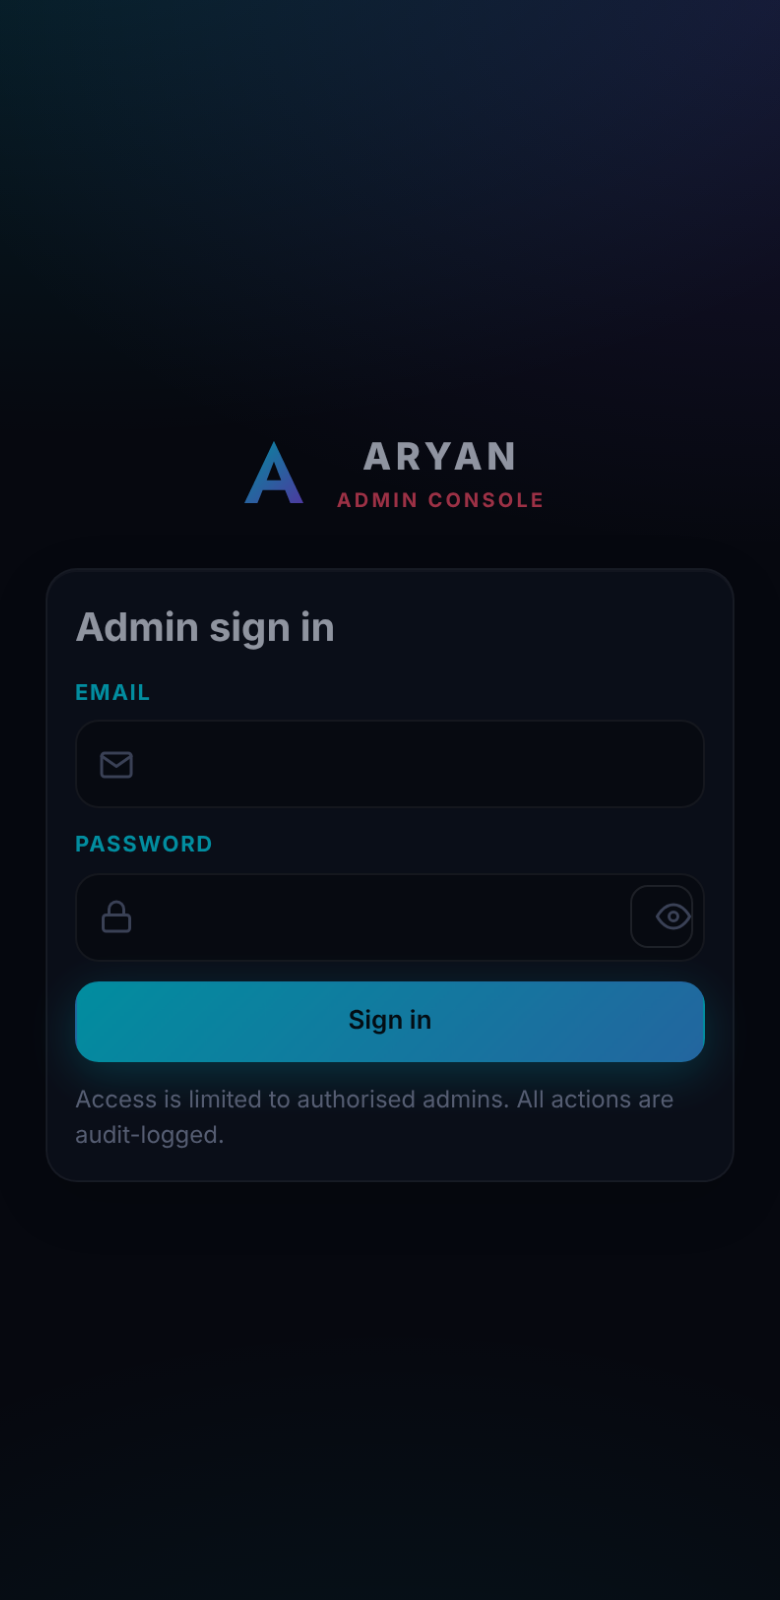 ARYAN
ADMIN CONSOLE
Admin sign in
EMAIL
PASSWORD
Sign in
Access is limited to authorised admins. All actions are
audit-logged.